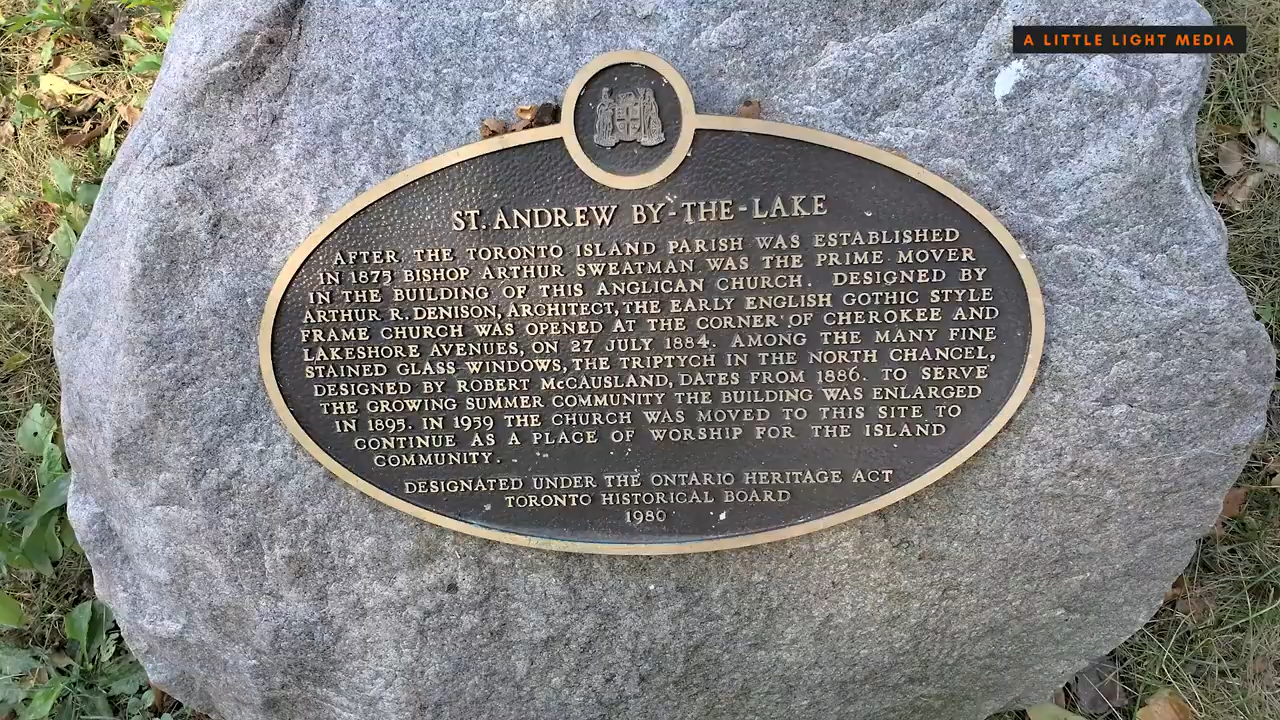 A LITTLE LIGHT MEDIA
ST. ANDREW BY-THE-LAKE
AFTER THE TORONTO ISLAND PARISH WAS ESTABLISHED
IN 1875 BISHOP ARTHUR SWEATMAN WAS THE PRIME MOVER
IN THE BUILDING OF THIS ANGLICAN CHURCH. DESIGNED BY
ARTHUR R. DENISON, ARCHITECT, THE EARLY ENGLISH GOTHIC STYLE
FRAME CHURCH WAS OPENED AT THE CORNER OF CHEROKEE AND
LAKESHORE AVENUES, ON 27 JULY 1884. AMONG THE MANY FINE
STAINED GLASS WINDOWS, THE TRIPTYCH IN THE NORTH CHANCEL,
DESIGNED BY ROBERT McCAUSLAND, DATES FROM 1886. TO SERVE
THE GROWING SUMMER COMMUNITY THE BUILDING WAS ENLARGED
IN 1895. IN 1959 THE CHURCH WAS MOVED TO THIS SITE TO
CONTINUE AS A PLACE OF WORSHIP FOR THE ISLAND
COMMUNITY.
DESIGNATED UNDER THE ONTARIO HERITAGE ACT
TORONTO HISTORICAL BOARD
1980